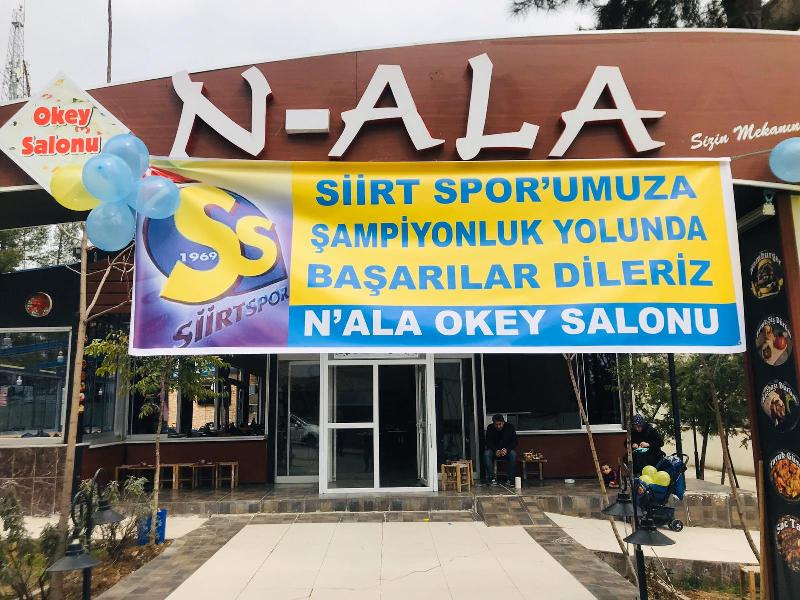 N-ALA
Okey
Salonu
Sizin Mekanın
SS
1969
SİİRTSPOR
SİİRT SPOR'UMUZA
ŞAMPİYONLUK YOLUNDA
BAŞARILAR DİLERİZ
N'ALA OKEY SALONU